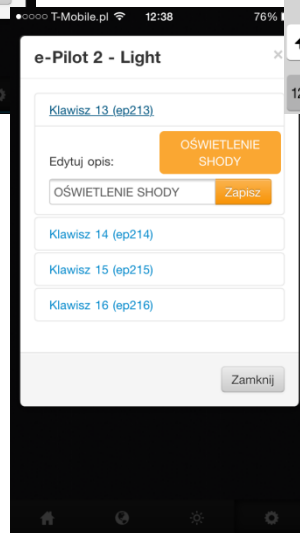 T-Mobile.pl 12:38 76%
e-Pilot 2 - Light
×
Klawisz 13 (ep213)
Edytuj opis:
OŚWIETLENIE
SHODY
OŚWIETLENIE SHODY Zapisz
Klawisz 14 (ep214)
Klawisz 15 (ep215)
Klawisz 16 (ep216)
Zamknij